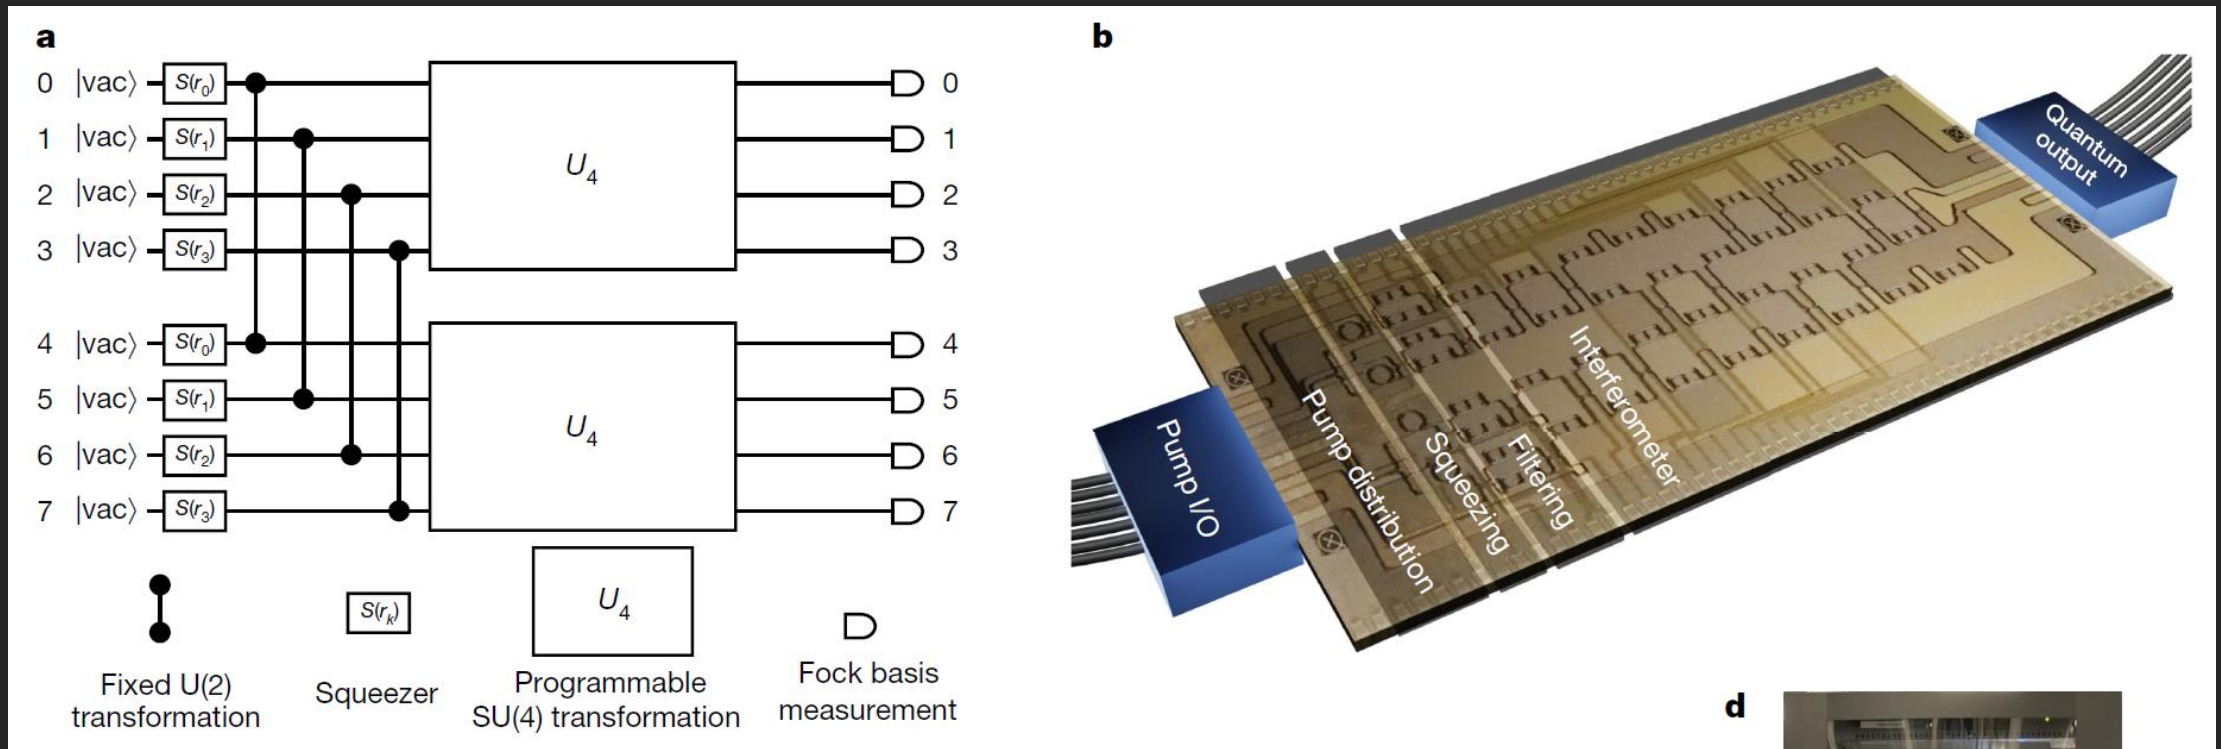 a
0 |vac⟩ S(r₀) 0
1 |vac⟩ S(r₁) 1
2 |vac⟩ S(r₂) 2
3 |vac⟩ S(r₃) 3
U₄
4 |vac⟩ S(r₀) 4
5 |vac⟩ S(r₁) 5
6 |vac⟩ S(r₂) 6
7 |vac⟩ S(r₃) 7
U₄
Fixed U(2)
transformation
S(rₖ)
Squeezer
U₄
Programmable
SU(4) transformation
Fock basis
measurement
b
Pump I/O
Pump distribution
Squeezing
Filtering
Interferometer
Quantum
output
d